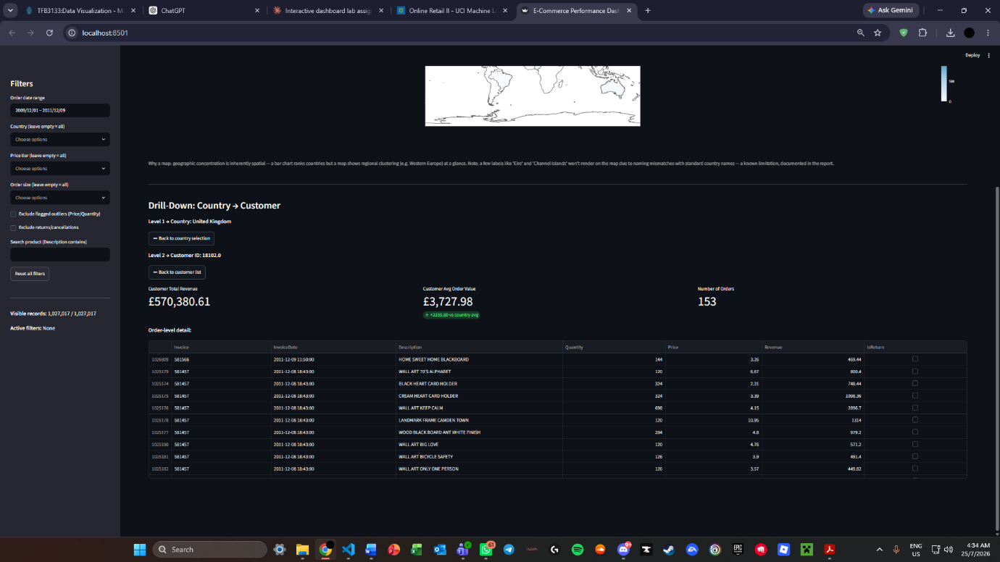 TFB3133:Data Visualization - M
ChatGPT
Interactive dashboard lab assig
Online Retail II - UCI Machine L
E-Commerce Performance Das
Ask Gemini
localhost:8501
Deploy
Filters
Order date range
2009/12/01 – 2011/12/09
Country (leave empty = all)
Choose options
Price tier (leave empty = all)
Choose options
Order size (leave empty = all)
Choose options
Exclude flagged outliers (Price/Quantity)
Exclude returns/cancellations
Search product (Description contains)
Reset all filters
Visible records: 1,027,017 / 1,027,017
Active filters: None
5M
0
Why a map: geographic concentration is inherently spatial — a bar chart ranks countries but a map shows regional clustering (e.g. Western Europe) at a glance. Note: a few labels like 'Eire' and 'Channel Islands' won't render on the map due to naming mismatches with standard country names — a known limitation, documented in the report.
Drill-Down: Country → Customer
Level 1 → Country: United Kingdom
Back to country selection
Level 2 → Customer ID: 18102.0
Back to customer list
Customer Total Revenue Customer Avg Order Value Number of Orders
£570,380.61 £3,727.98 153
↑ +3359.80 vs country avg
Order-level detail:
Invoice InvoiceDate Description Quantity Price Revenue IsReturn
1026809 581566 2011-12-09 11:50:00 HOME SWEET HOME BLACKBOARD 144 3.26 469.44
1025179 581457 2011-12-08 18:43:00 WALL ART 70'S ALPHABET 120 6.67 800.4
1025174 581457 2011-12-08 18:43:00 BLACK HEART CARD HOLDER 324 2.31 748.44
1025175 581457 2011-12-08 18:43:00 CREAM HEART CARD HOLDER 324 3.39 1098.36
1025176 581457 2011-12-08 18:43:00 WALL ART KEEP CALM 698 4.15 2896.7
1025178 581457 2011-12-08 18:43:00 LANDMARK FRAME CAMDEN TOWN 120 10.95 1314
1025177 581457 2011-12-08 18:43:00 WOOD BLACK BOARD ANT WHITE FINISH 204 4.8 979.2
1025180 581457 2011-12-08 18:43:00 WALL ART BIG LOVE 120 4.76 571.2
1025181 581457 2011-12-08 18:43:00 WALL ART BICYCLE SAFETY 126 3.9 491.4
1025182 581457 2011-12-08 18:43:00 WALL ART ONLY ONE PERSON 126 3.57 449.82
Search
61
9+
EPIC
ENG
US
4:34 AM
25/7/2026